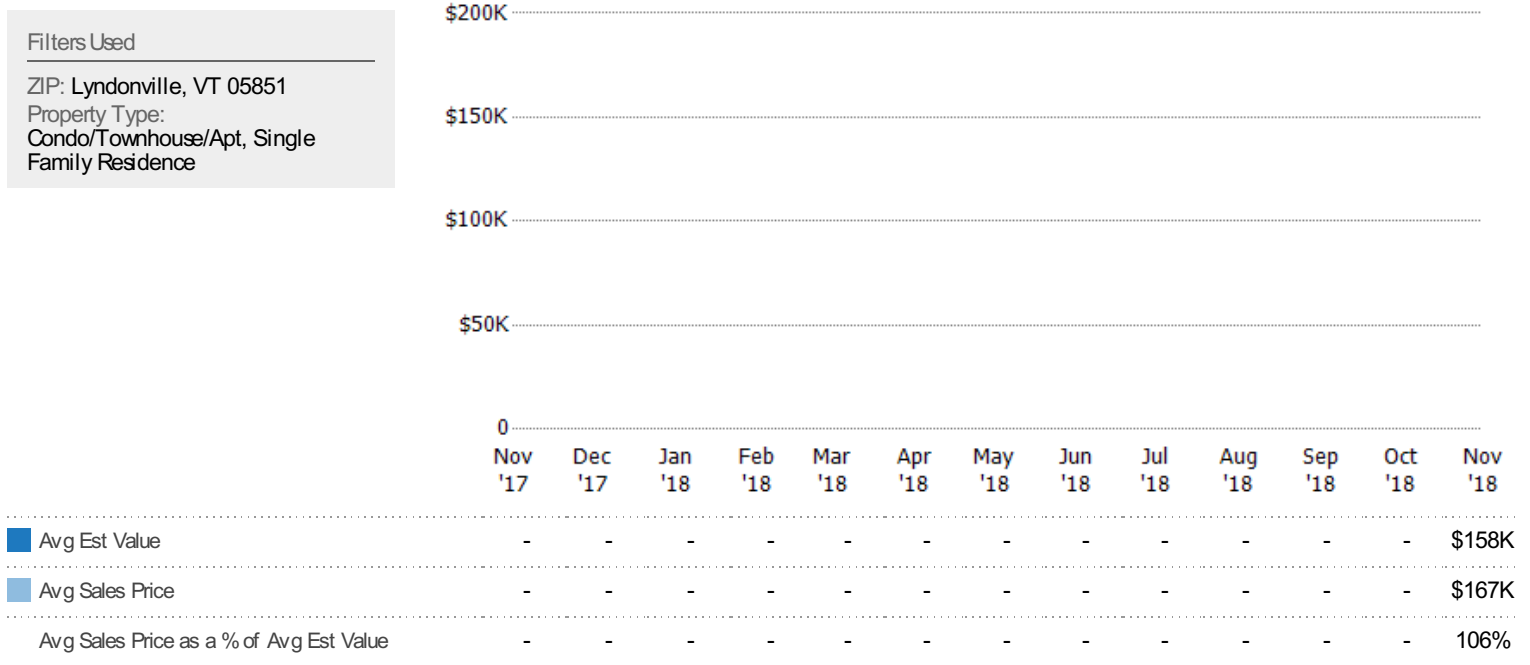 Filters Used
ZIP: Lyndonville, VT 05851
Property Type:
Condo/Townhouse/Apt, Single
Family Residence
$200K
$150K
$100K
$50K
0
Nov Dec Jan Feb Mar Apr May Jun Jul Aug Sep Oct Nov
'17 '17 '18 '18 '18 '18 '18 '18 '18 '18 '18 '18 '18
Avg Est Value - - - - - - - - - - - - $158K
Avg Sales Price - - - - - - - - - - - - $167K
Avg Sales Price as a % of Avg Est Value - - - - - - - - - - - - 106%